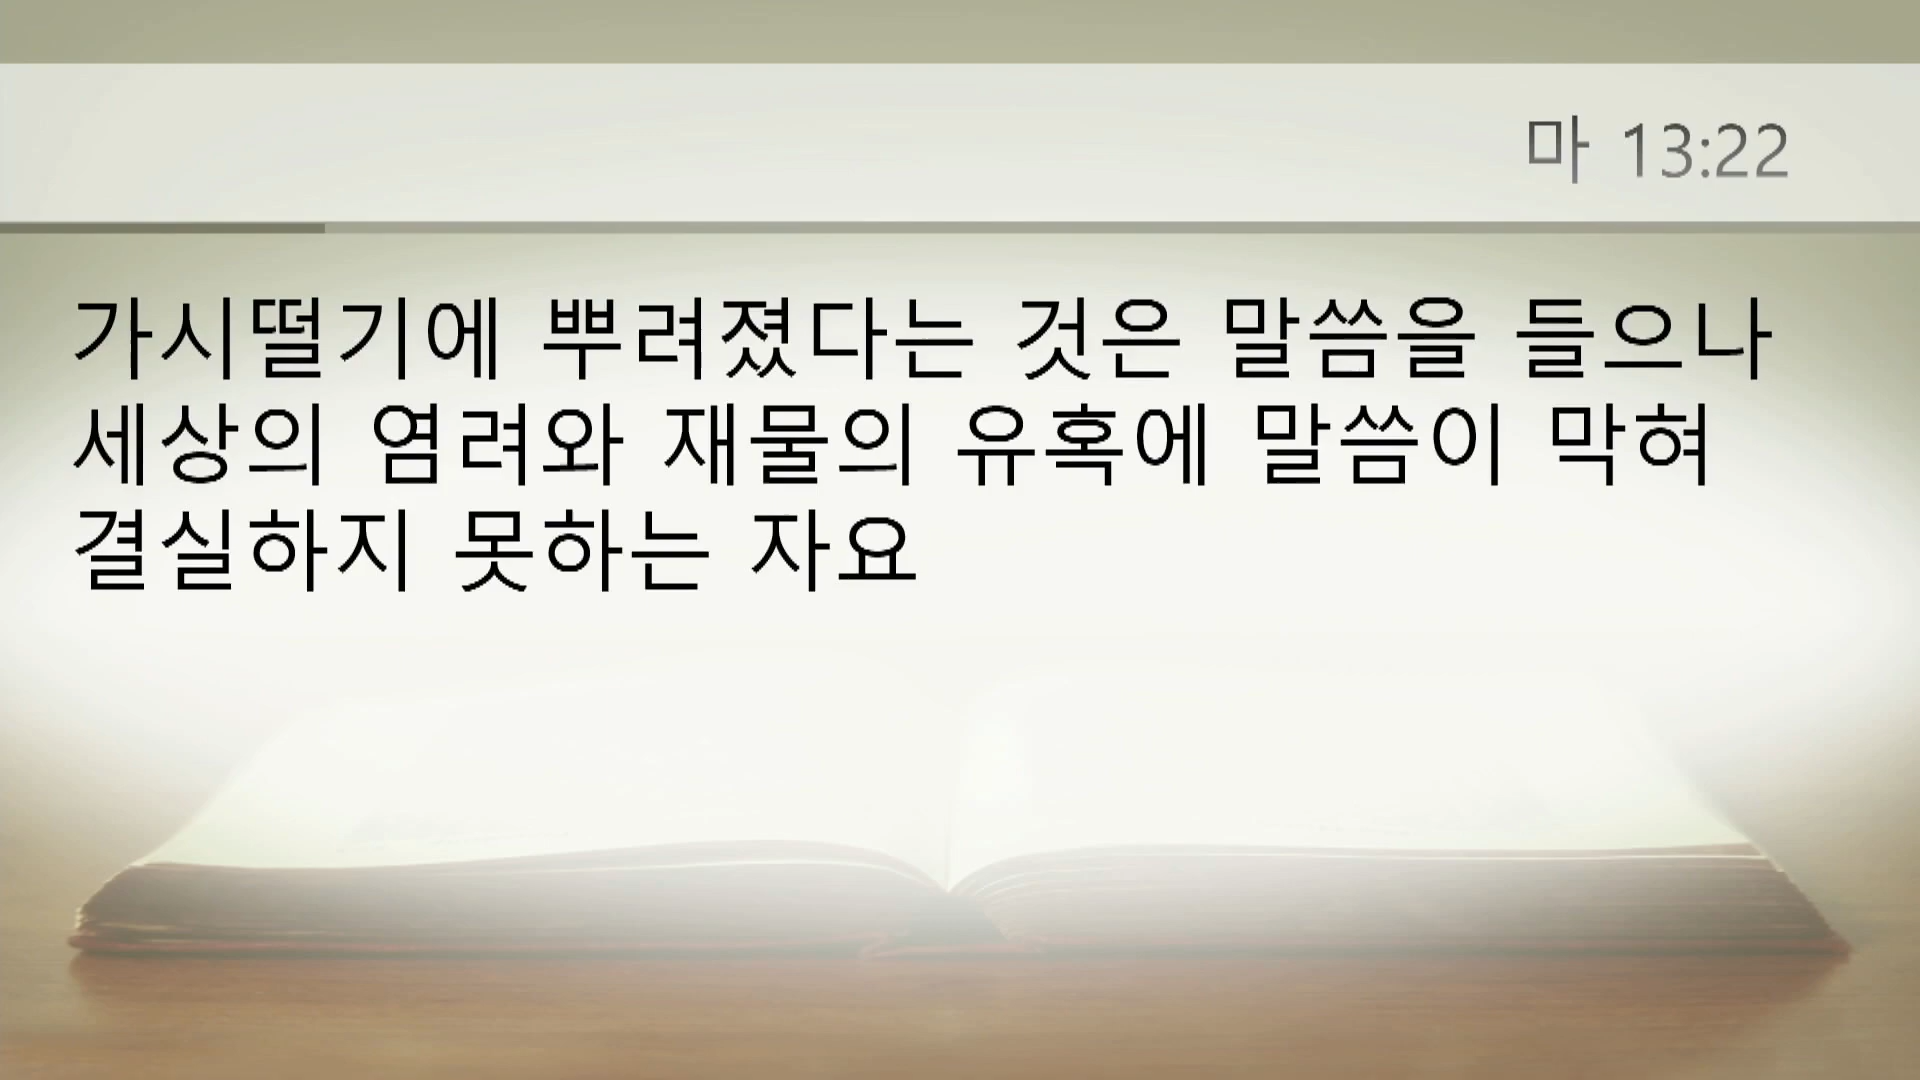 마 13:22
가시떨기에 뿌려졌다는 것은 말씀을 들으나
세상의 염려와 재물의 유혹에 말씀이 막혀
결실하지 못하는 자요